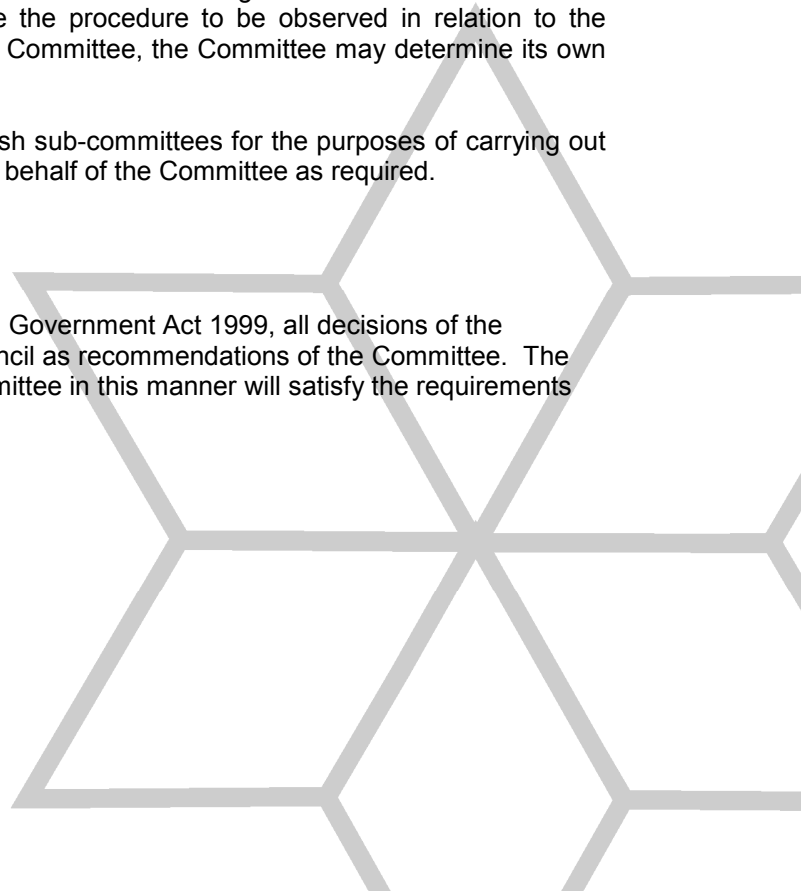 e the procedure to be observed in relation to the
Committee, the Committee may determine its own
sh sub-committees for the purposes of carrying out
behalf of the Committee as required.
Government Act 1999, all decisions of the
ncil as recommendations of the Committee. The
mittee in this manner will satisfy the requirements